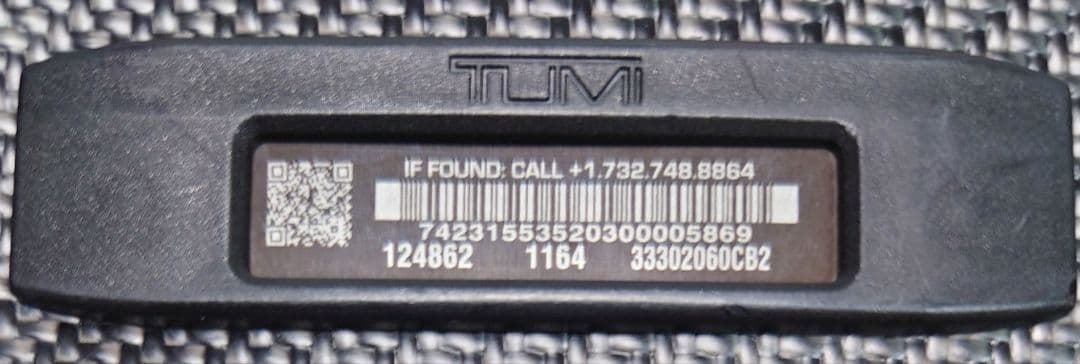 TUMI
IF FOUND: CALL +1.732.748.8864
74231553520300005869
124862 1164 33302060CB2